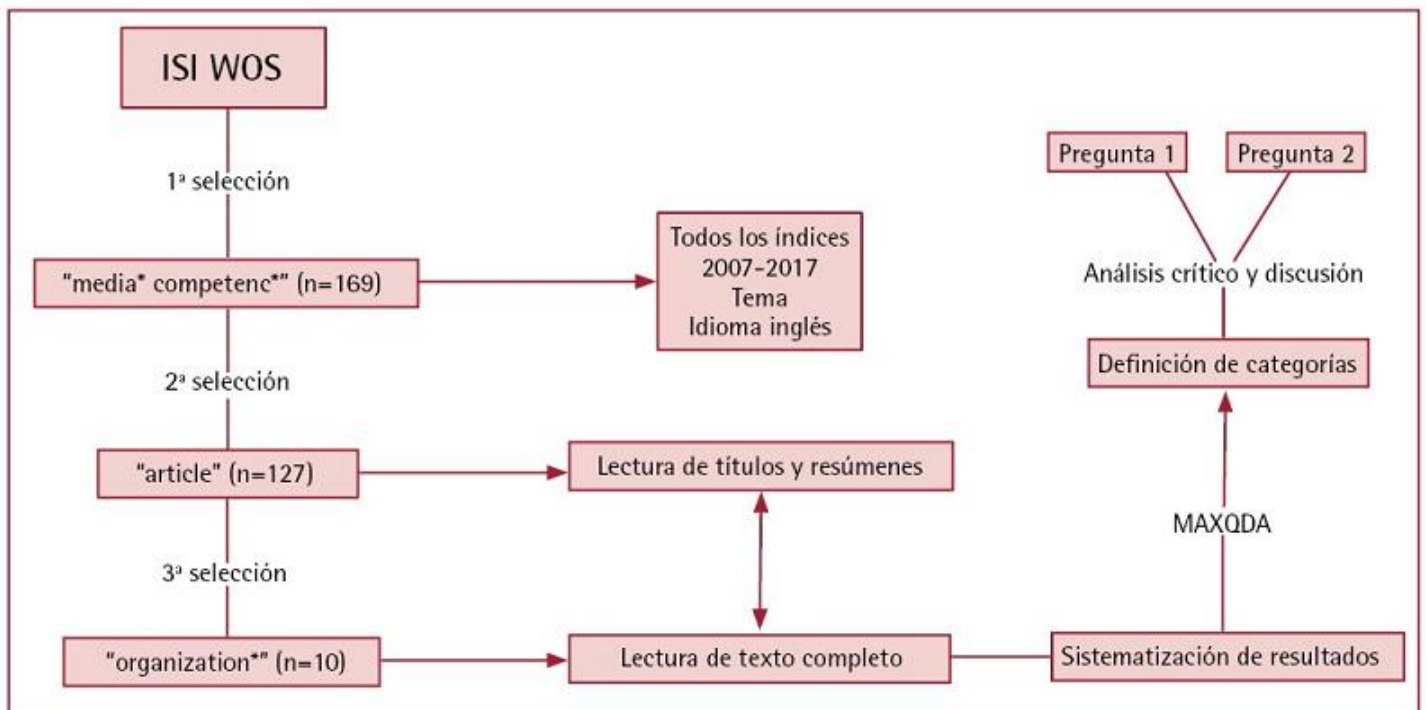 ISI WOS
1ª selección
"media* competenc*" (n=169)
Todos los índices
2007-2017
Tema
Idioma inglés
2ª selección
"article" (n=127)
Lectura de títulos y resúmenes
3ª selección
"organization*" (n=10)
Lectura de texto completo
Sistematización de resultados
MAXQDA
Definición de categorías
Análisis crítico y discusión
Pregunta 1
Pregunta 2